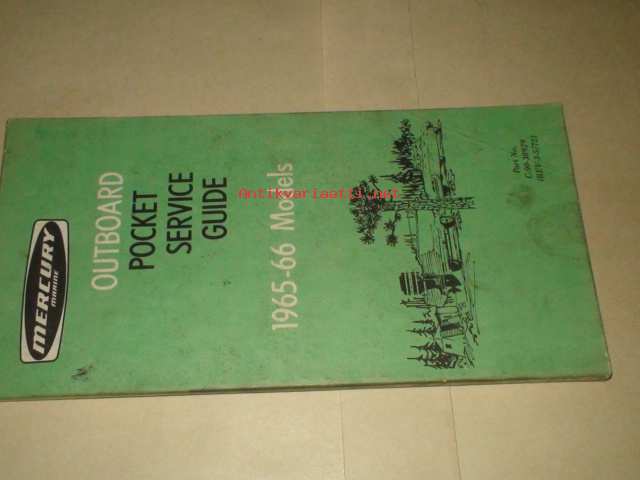 MERCURY
MARINE
OUTBOARD
POCKET
SERVICE
GUIDE
1965-66 Models
Antikvariaatti.net
Part No.